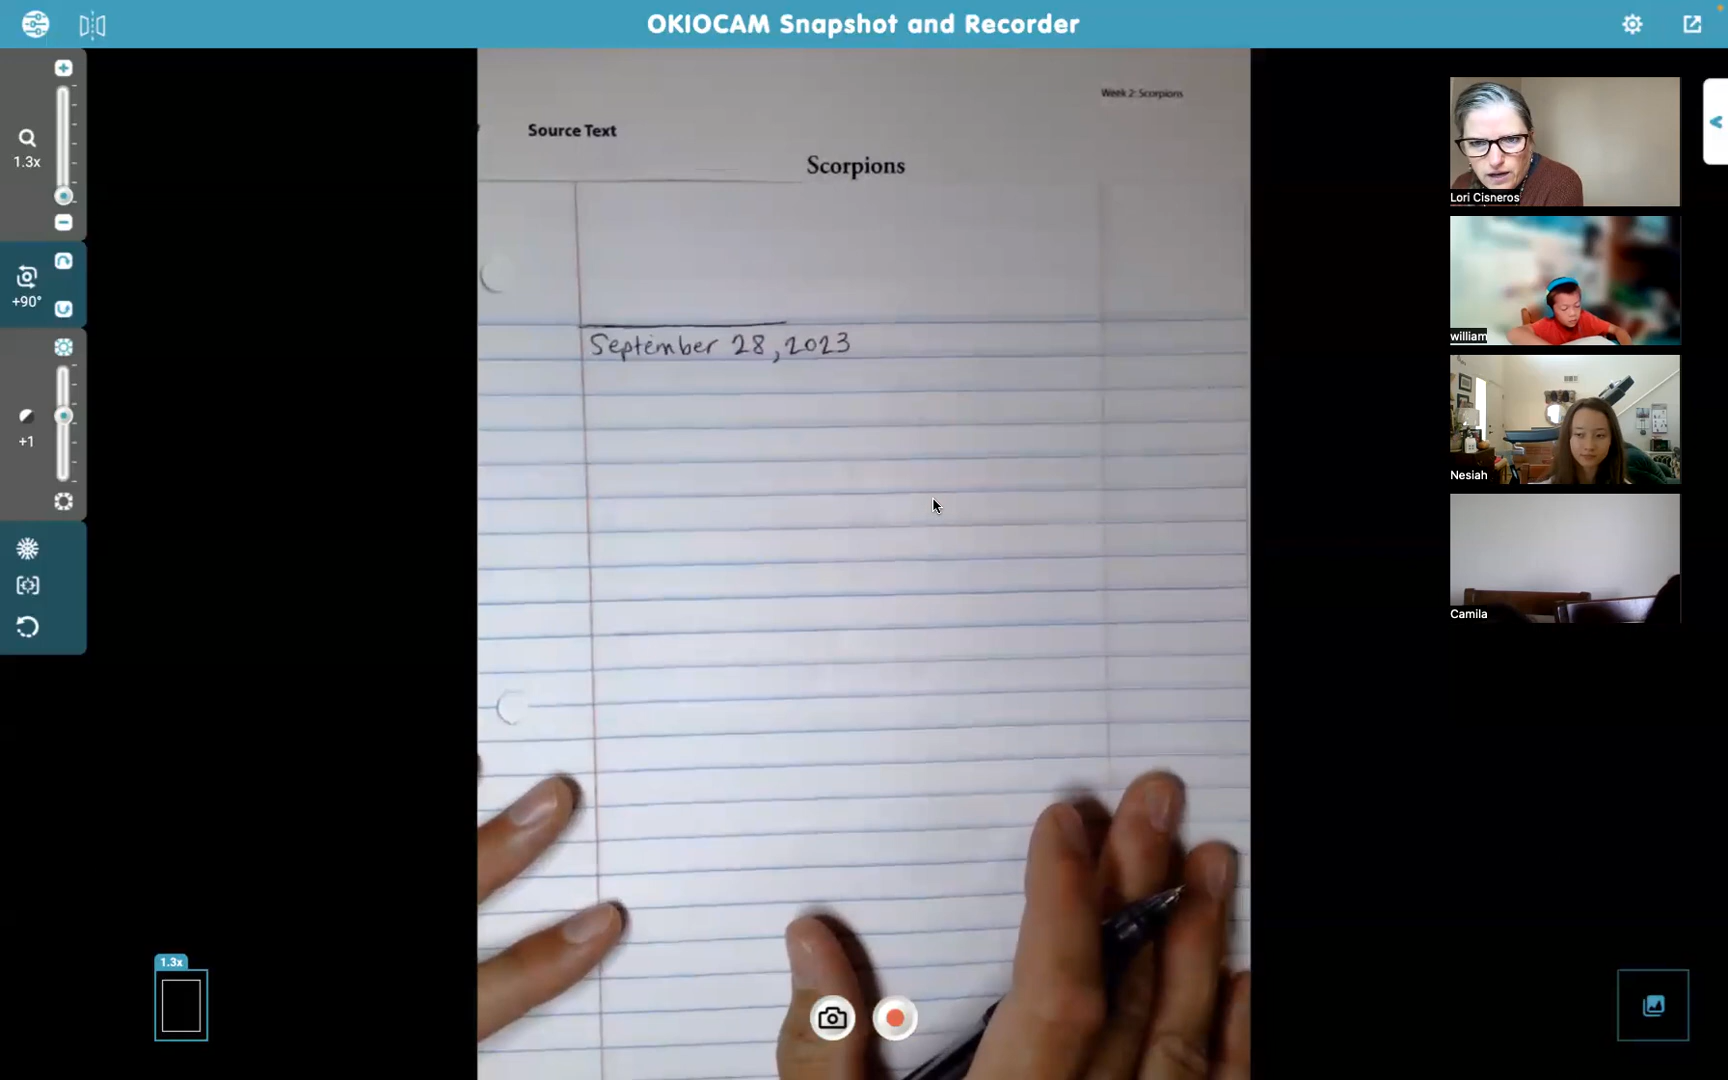 OKIOCAM Snapshot and Recorder
Week 2: Scorpions
Source Text
Scorpions
September 28, 2023
1.3x
+90°
+1
1.3x
Lori Cisneros
william
Nesiah
Camila